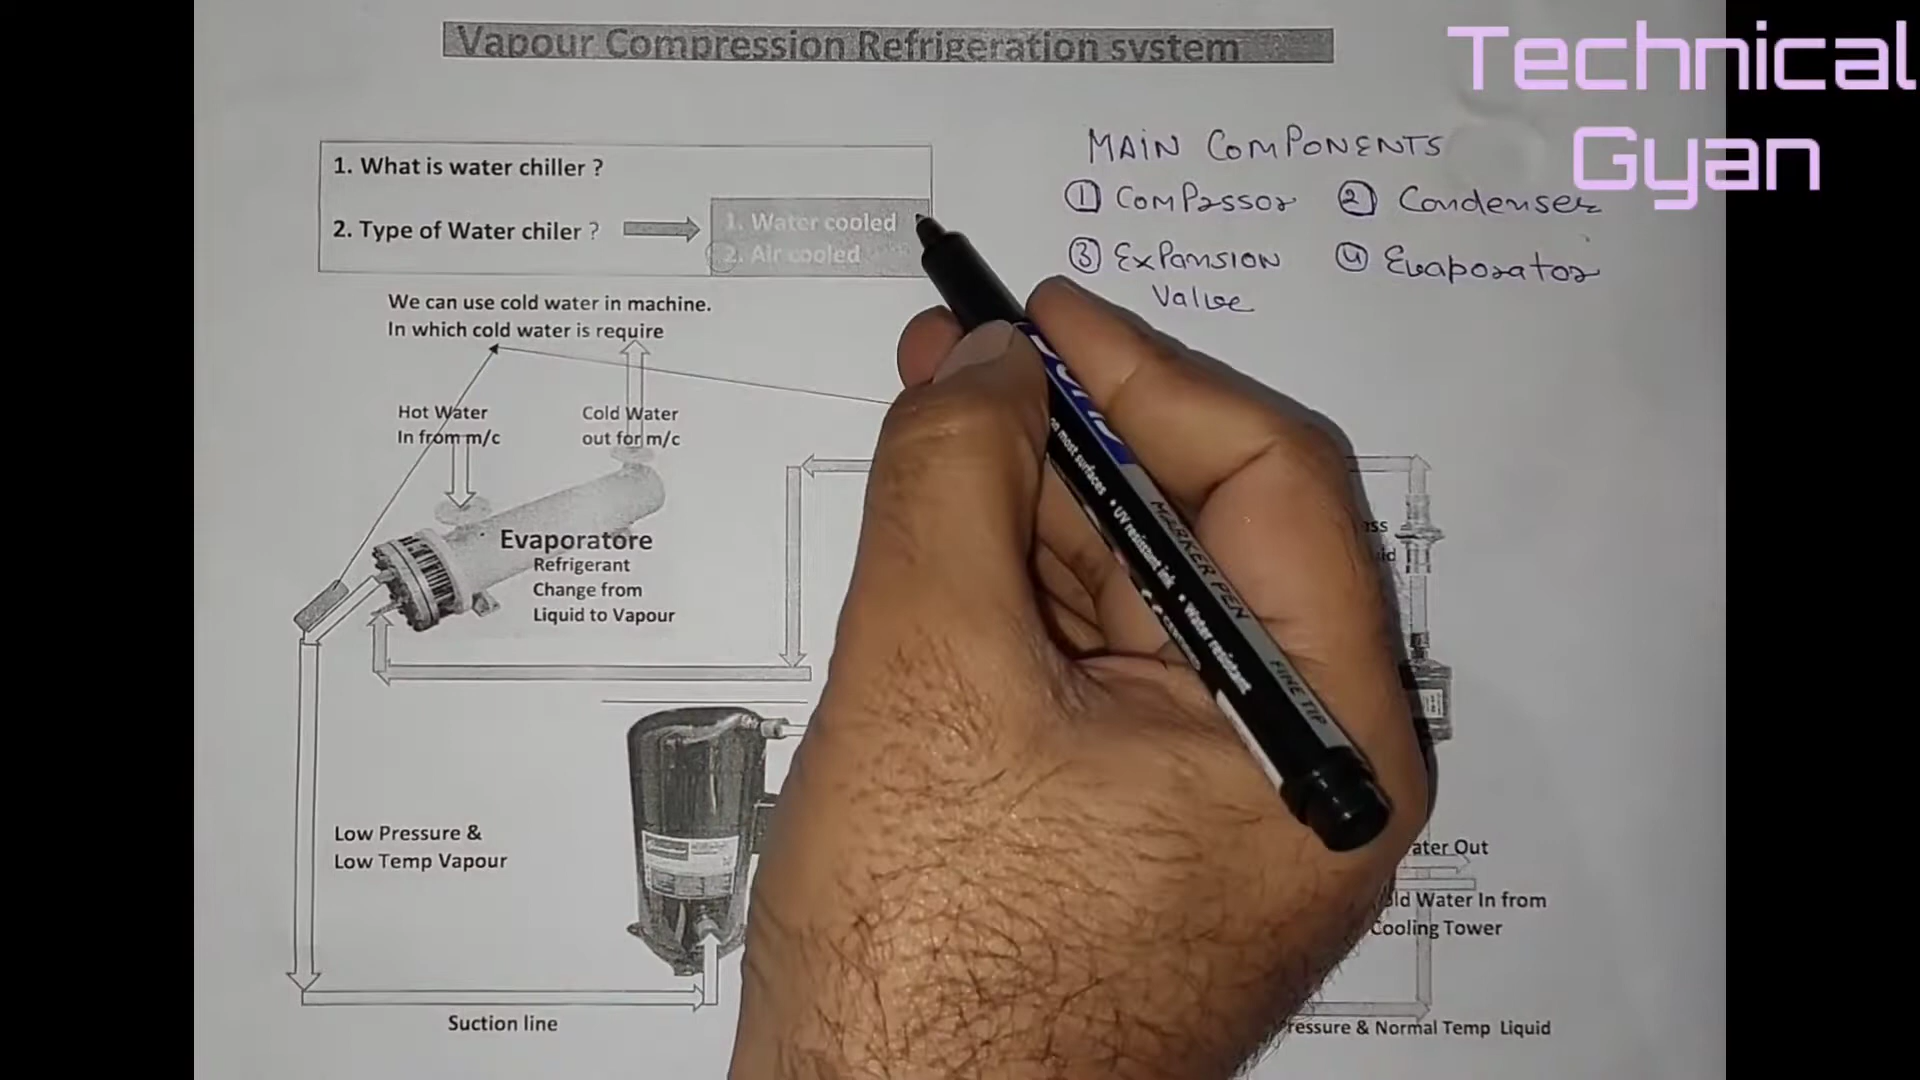 Vapour Compression Refrigeration system
Technical
Gyan
1. What is water chiller ?
2. Type of Water chiler ?
1. Water cooled
2. Air cooled
MAIN COMPONENTS
① Compressor ② Condenser
③ Expansion ④ Evaporator
Valve
We can use cold water in machine.
In which cold water is require
Hot Water
In from m/c
Cold Water
out for m/c
Evaporatore
Refrigerant
Change from
Liquid to Vapour
Low Pressure &
Low Temp Vapour
Suction line
on most surfaces • UV resistant ink • Water resistant
MARKER PEN FINE TIP
Out
Water In from
Cooling Tower
& Normal Temp Liquid